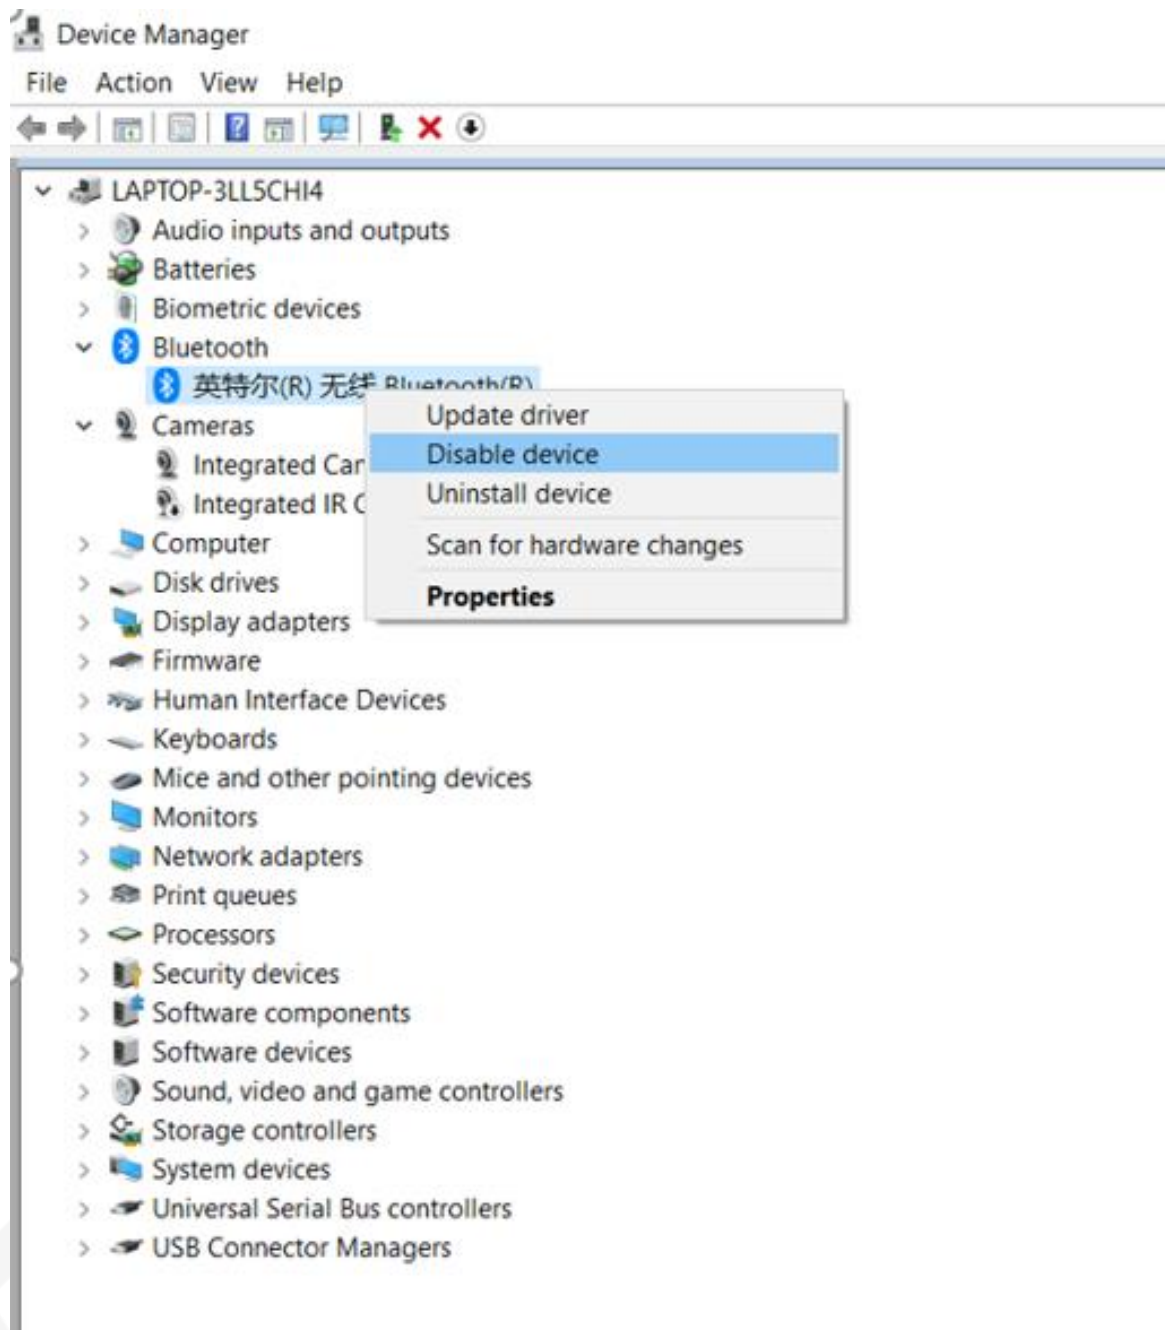 Device Manager
File Action View Help
LAPTOP-3LL5CHI4
Audio inputs and outputs
Batteries
Biometric devices
Bluetooth
英特尔(R) 无线 Bluetooth(R)
Update driver
Cameras
Disable device
Integrated
Uninstall device
Integrated IR
Computer
Scan for hardware changes
Disk drives
Properties
Display adapters
Firmware
Human Interface Devices
Keyboards
Mice and other pointing devices
Monitors
Network adapters
Print queues
Processors
Security devices
Software components
Software devices
Sound, video and game controllers
Storage controllers
System devices
Universal Serial Bus controllers
USB Connector Managers